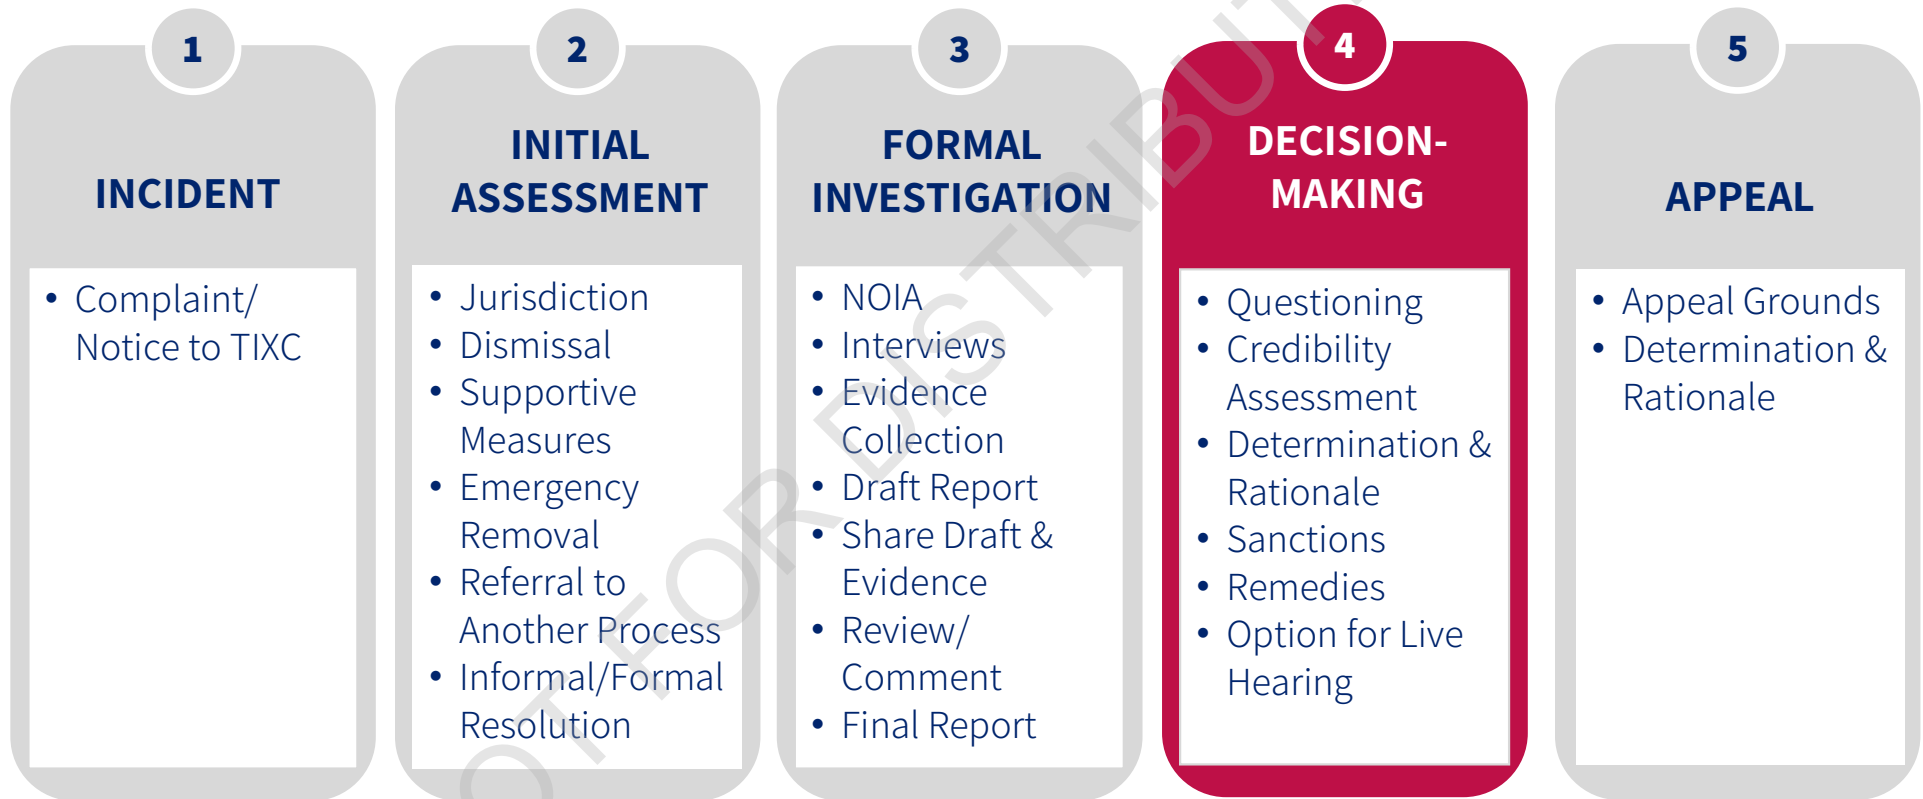 1
INCIDENT
• Complaint/
Notice to TIXC
2
INITIAL
ASSESSMENT
• Jurisdiction
• Dismissal
• Supportive
Measures
• Emergency
Removal
• Referral to
Another Process
• Informal/Formal
Resolution
3
FORMAL
INVESTIGATION
• NOIA
• Interviews
• Evidence
Collection
• Draft Report
• Share Draft &
Evidence
• Review/
Comment
• Final Report
4
DECISION-
MAKING
• Questioning
• Credibility
Assessment
• Determination &
Rationale
• Sanctions
• Remedies
• Option for Live
Hearing
5
APPEAL
• Appeal Grounds
• Determination &
Rationale
OT FOR DISTRIBUT